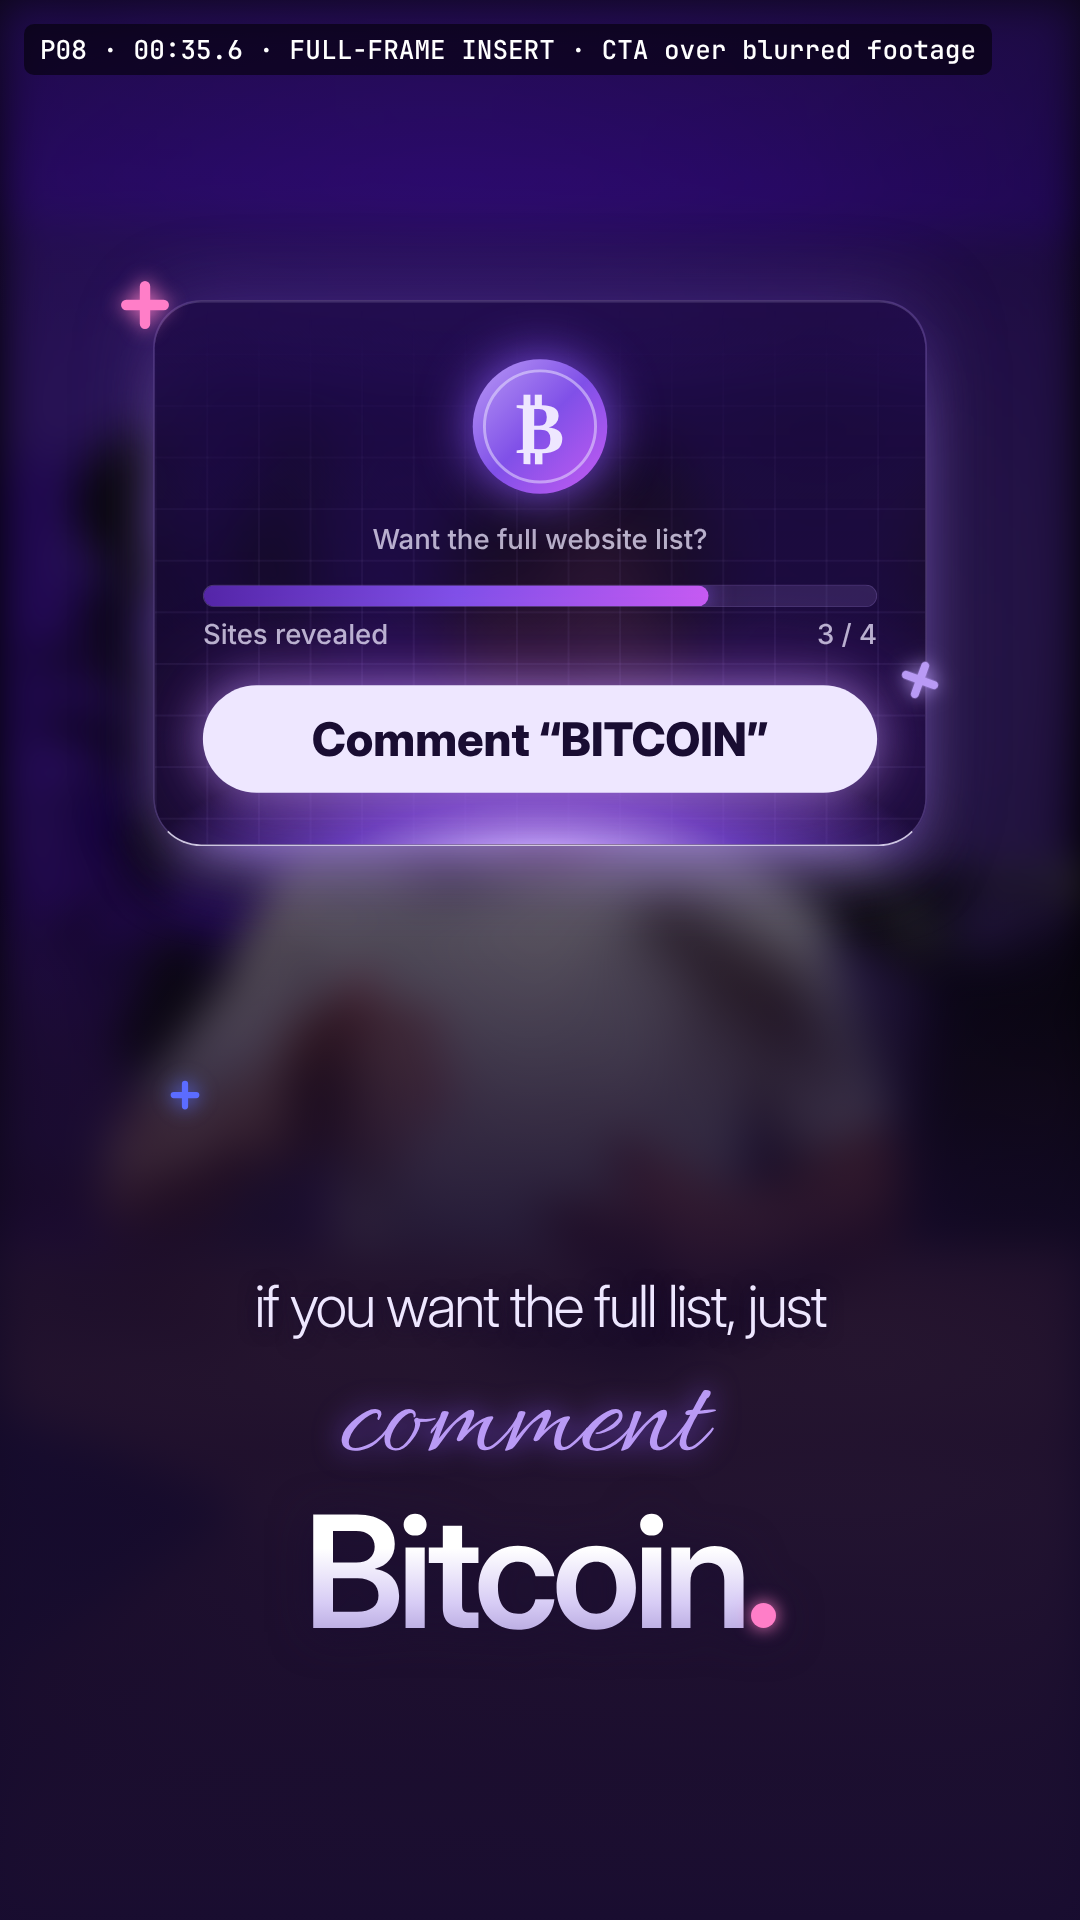 P08 · 00:35.6 · FULL-FRAME INSERT · CTA over blurred footage
₿
Want the full website list?
Sites revealed 3 / 4
Comment “BITCOIN”
if you want the full list, just
comment
Bitcoin.